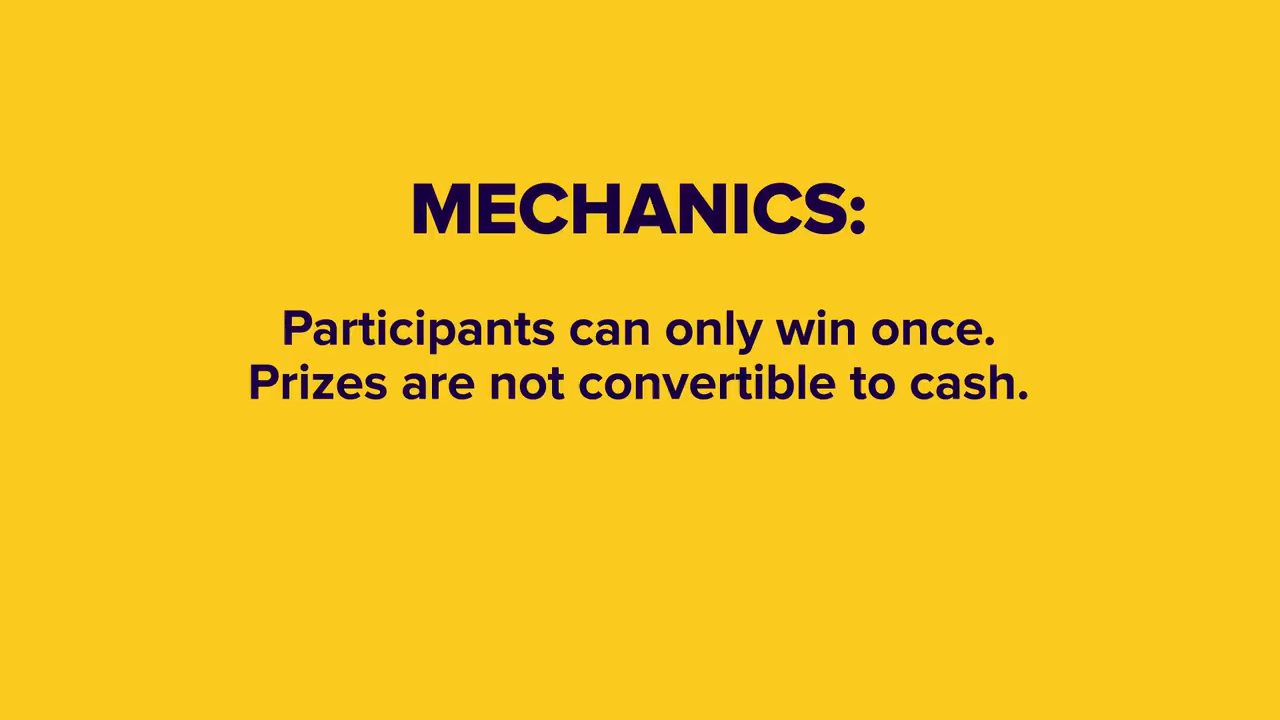 MECHANICS:
Participants can only win once.
Prizes are not convertible to cash.